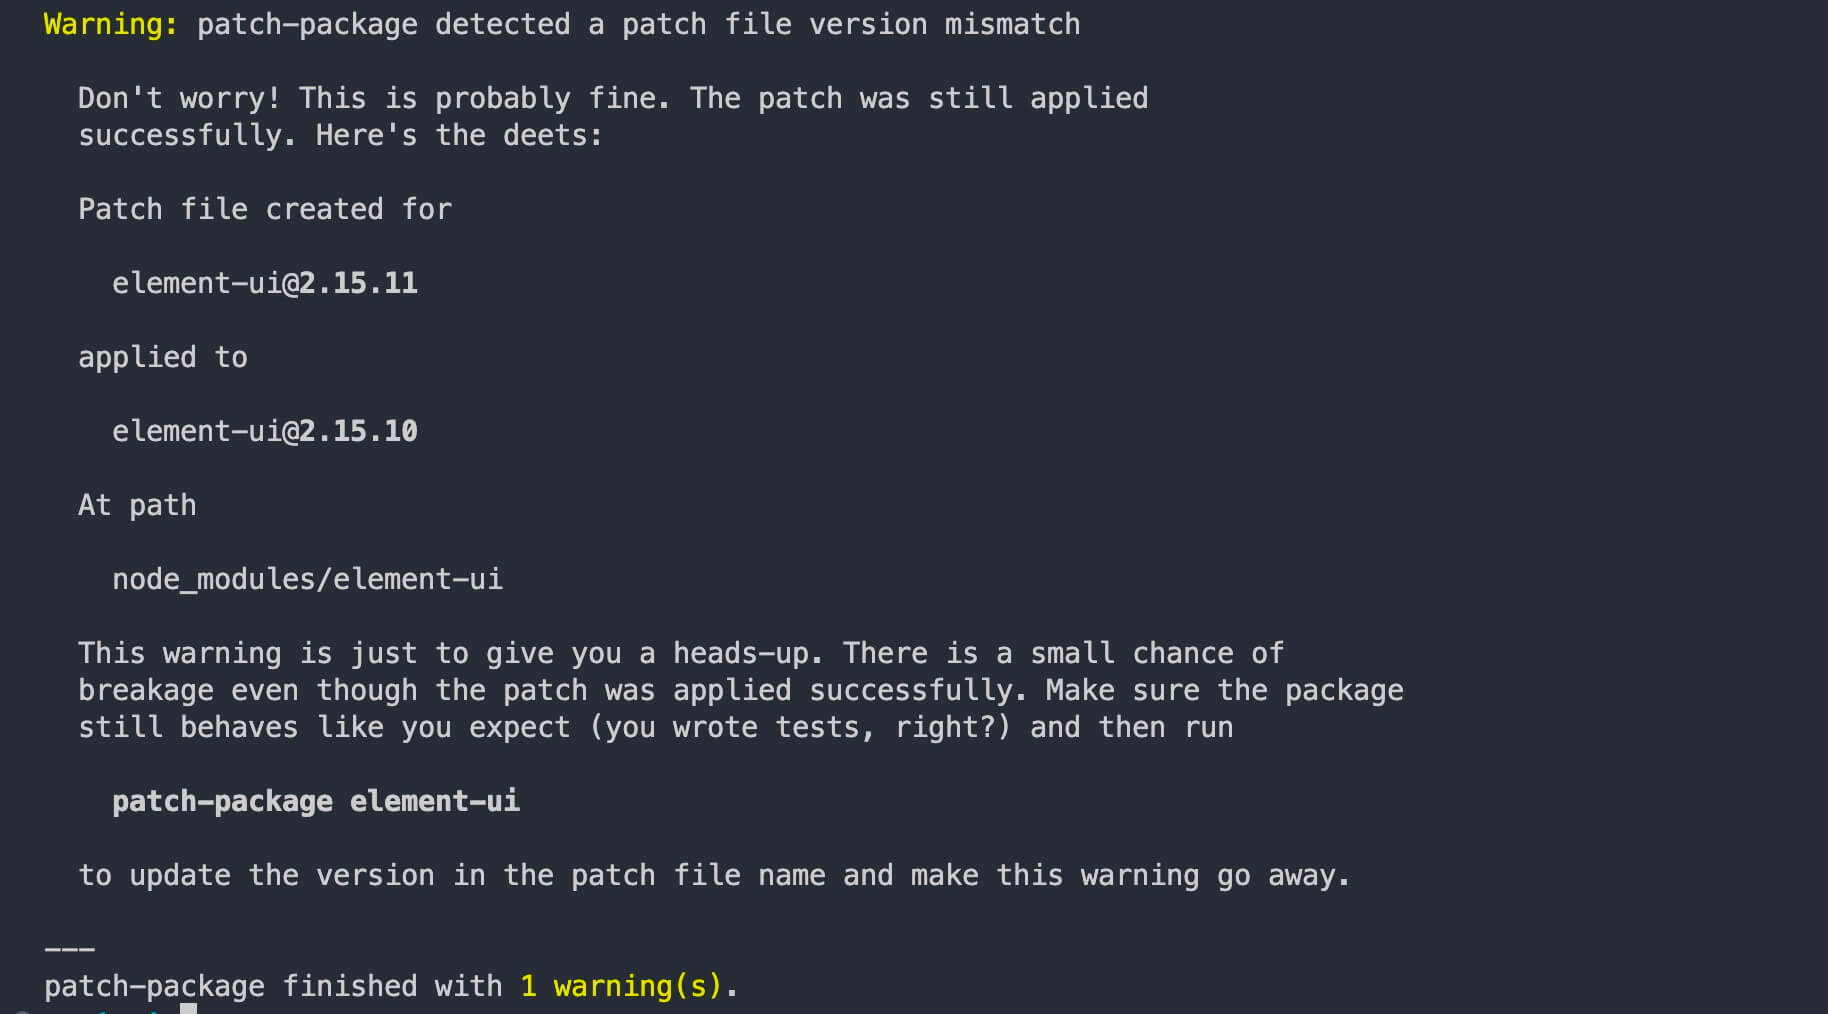 Warning: patch-package detected a patch file version mismatch
Don't worry! This is probably fine. The patch was still applied
successfully. Here's the deets:
Patch file created for
element-ui@2.15.11
applied to
element-ui@2.15.10
At path
node_modules/element-ui
This warning is just to give you a heads-up. There is a small chance of
breakage even though the patch was applied successfully. Make sure the package
still behaves like you expect (you wrote tests, right?) and then run
patch-package element-ui
to update the version in the patch file name and make this warning go away.
---
patch-package finished with 1 warning(s).